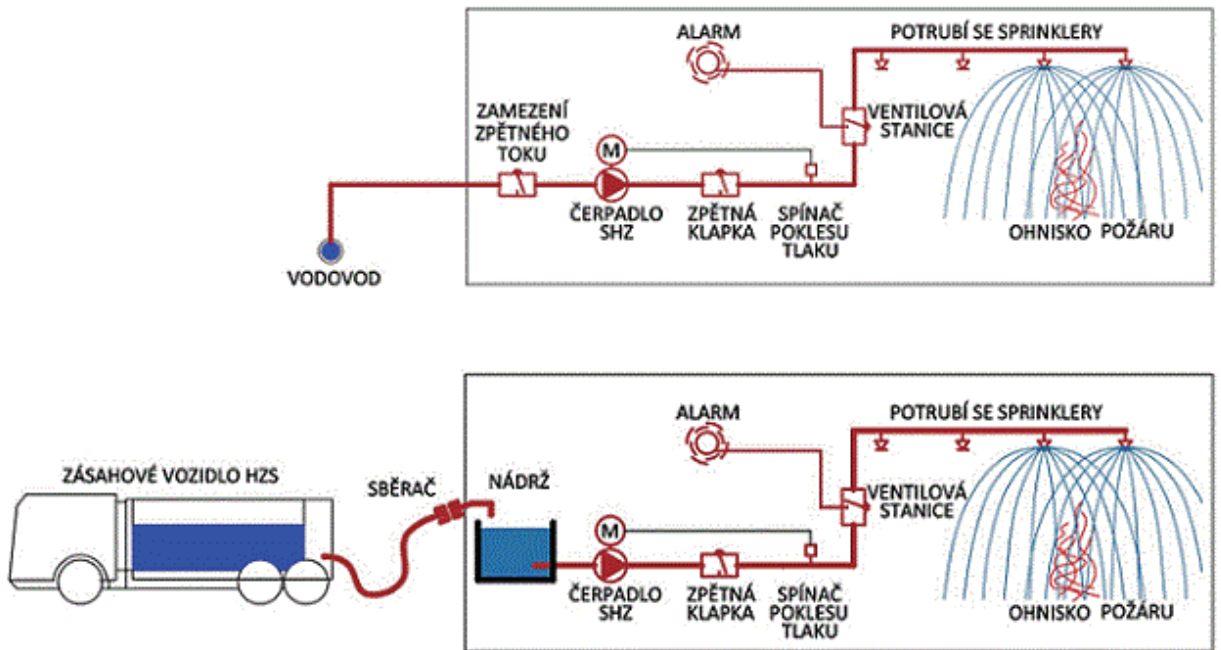 ALARM
POTRUBÍ SE SPRINKLERY
ZAMEZENÍ
ZPĚTNÉHO
TOKU
VENTILOVÁ
STANICE
M
ČERPADLO
SHZ
ZPĚTNÁ
KLAPKA
SPÍNAČ
POKLESU
TLAKU
OHNISKO POŽÁRU
VODOVOD
ALARM
POTRUBÍ SE SPRINKLERY
ZÁSAHOVÉ VOZIDLO HZS
SBĚRAČ
NÁDRŽ
VENTILOVÁ
STANICE
M
ČERPADLO
SHZ
ZPĚTNÁ
KLAPKA
SPÍNAČ
POKLESU
TLAKU
OHNISKO POŽÁRU